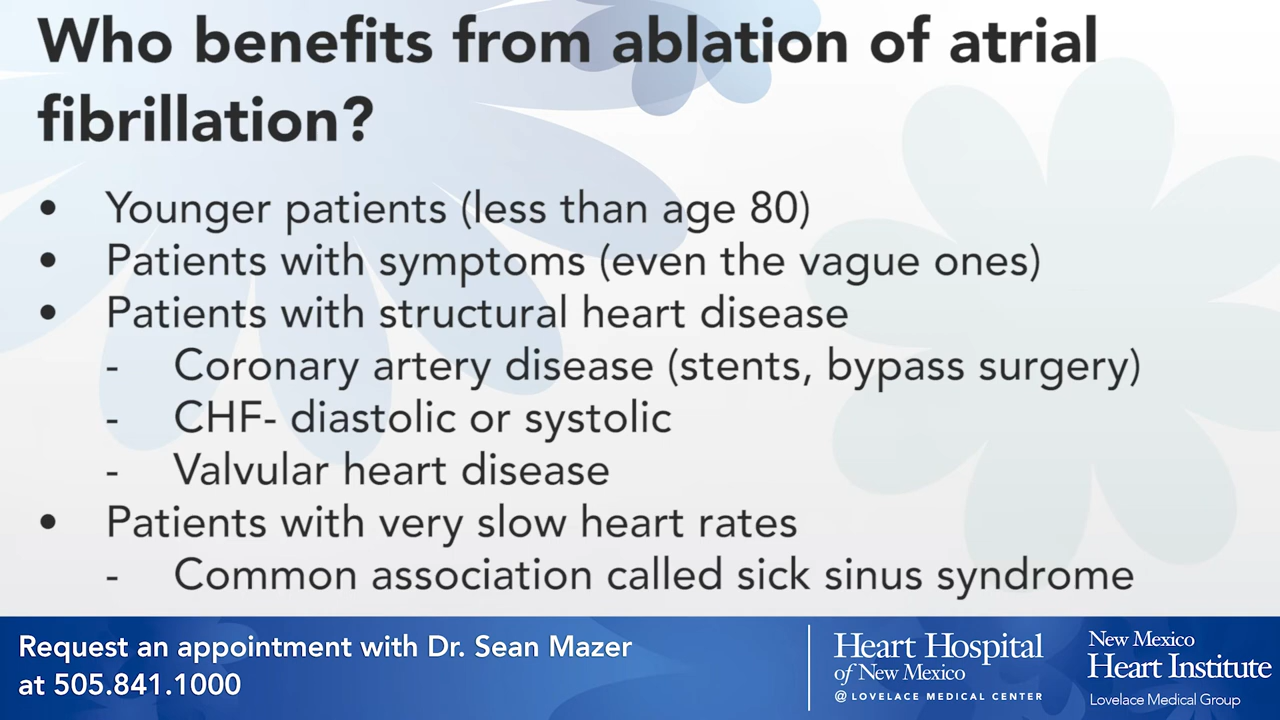 Who benefits from ablation of atrial
fibrillation?
• Younger patients (less than age 80)
• Patients with symptoms (even the vague ones)
• Patients with structural heart disease
- Coronary artery disease (stents, bypass surgery)
- CHF- diastolic or systolic
- Valvular heart disease
• Patients with very slow heart rates
- Common association called sick sinus syndrome
Request an appointment with Dr. Sean Mazer
at 505.841.1000
Heart Hospital
of New Mexico
@ LOVELACE MEDICAL CENTER
New Mexico
Heart Institute
Lovelace Medical Group